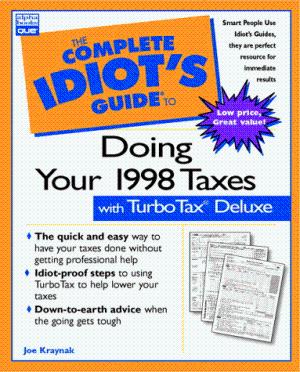 alpha books
que
Smart People Use
Idiot's Guides,
they are perfect
resource for
immediate
results
THE
COMPLETE
IDIOT'S
GUIDE® TO
Low price,
Great value!
Doing
Your 1998 Taxes
with TurboTax® Deluxe
The quick and easy way to
have your taxes done without
getting professional help
Idiot-proof steps to using
TurboTax to help lower your
taxes
Down-to-earth advice when
the going gets tough
Joe Kraynak